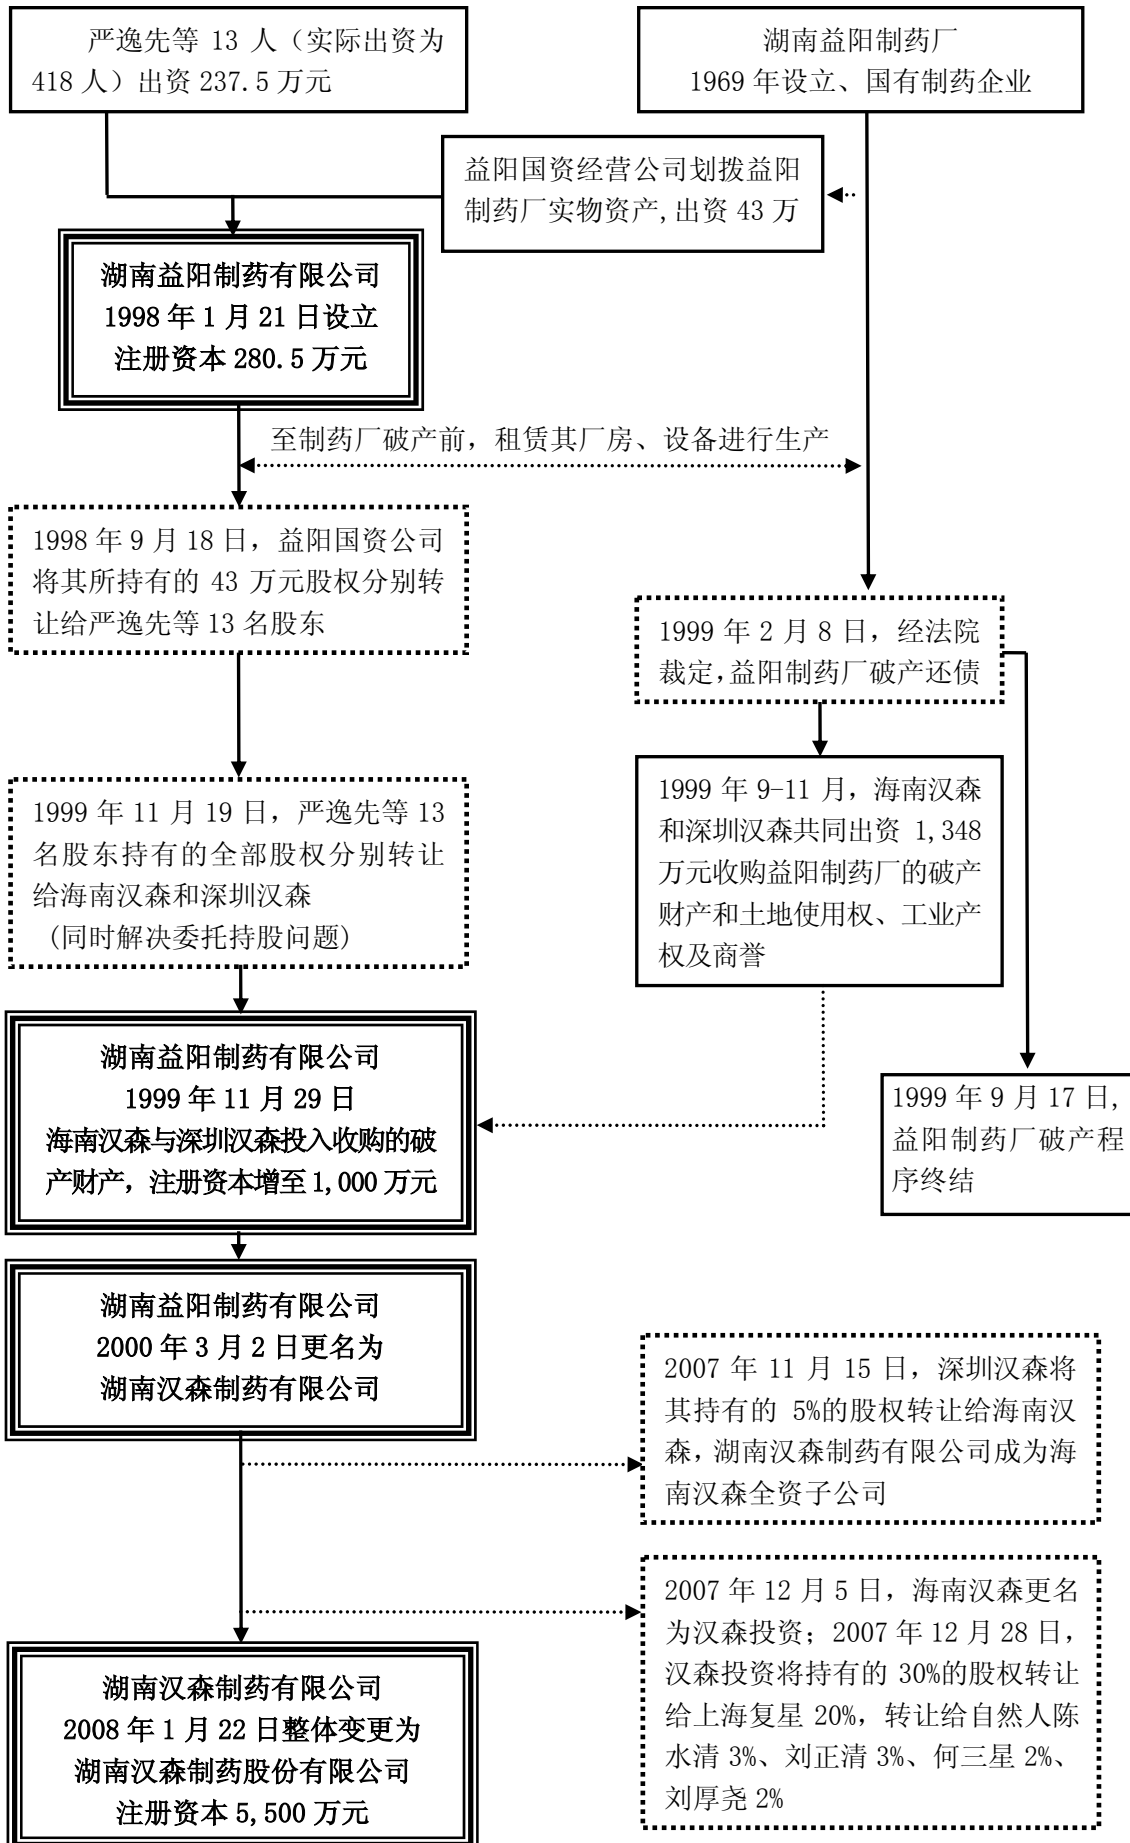 严逸先等 13 人（实际出资为
418 人）出资 237.5 万元
湖南益阳制药厂
1969 年设立、国有制药企业
益阳国资经营公司划拨益阳
制药厂实物资产,出资 43 万
湖南益阳制药有限公司
1998 年 1 月 21 日设立
注册资本 280.5 万元
至制药厂破产前，租赁其厂房、设备进行生产
1998 年 9 月 18 日，益阳国资公司
将其所持有的 43 万元股权分别转
让给严逸先等 13 名股东
1999 年 2 月 8 日，经法院
裁定,益阳制药厂破产还债
1999 年 11 月 19 日，严逸先等 13
名股东持有的全部股权分别转让
给海南汉森和深圳汉森
(同时解决委托持股问题)
1999 年 9-11 月，海南汉森
和深圳汉森共同出资 1,348
万元收购益阳制药厂的破产
财产和土地使用权、工业产
权及商誉
湖南益阳制药有限公司
1999 年 11 月 29 日
海南汉森与深圳汉森投入收购的破
产财产，注册资本增至 1,000 万元
1999 年 9 月 17 日,
益阳制药厂破产程
序终结
湖南益阳制药有限公司
2000 年 3 月 2 日更名为
湖南汉森制药有限公司
2007 年 11 月 15 日，深圳汉森将
其持有的 5%的股权转让给海南汉
森，湖南汉森制药有限公司成为海
南汉森全资子公司
2007 年 12 月 5 日，海南汉森更名
为汉森投资；2007 年 12 月 28 日，
汉森投资将持有的 30%的股权转让
给上海复星 20%，转让给自然人陈
水清 3%、刘正清 3%、何三星 2%、
刘厚尧 2%
湖南汉森制药有限公司
2008 年 1 月 22 日整体变更为
湖南汉森制药股份有限公司
注册资本 5,500 万元